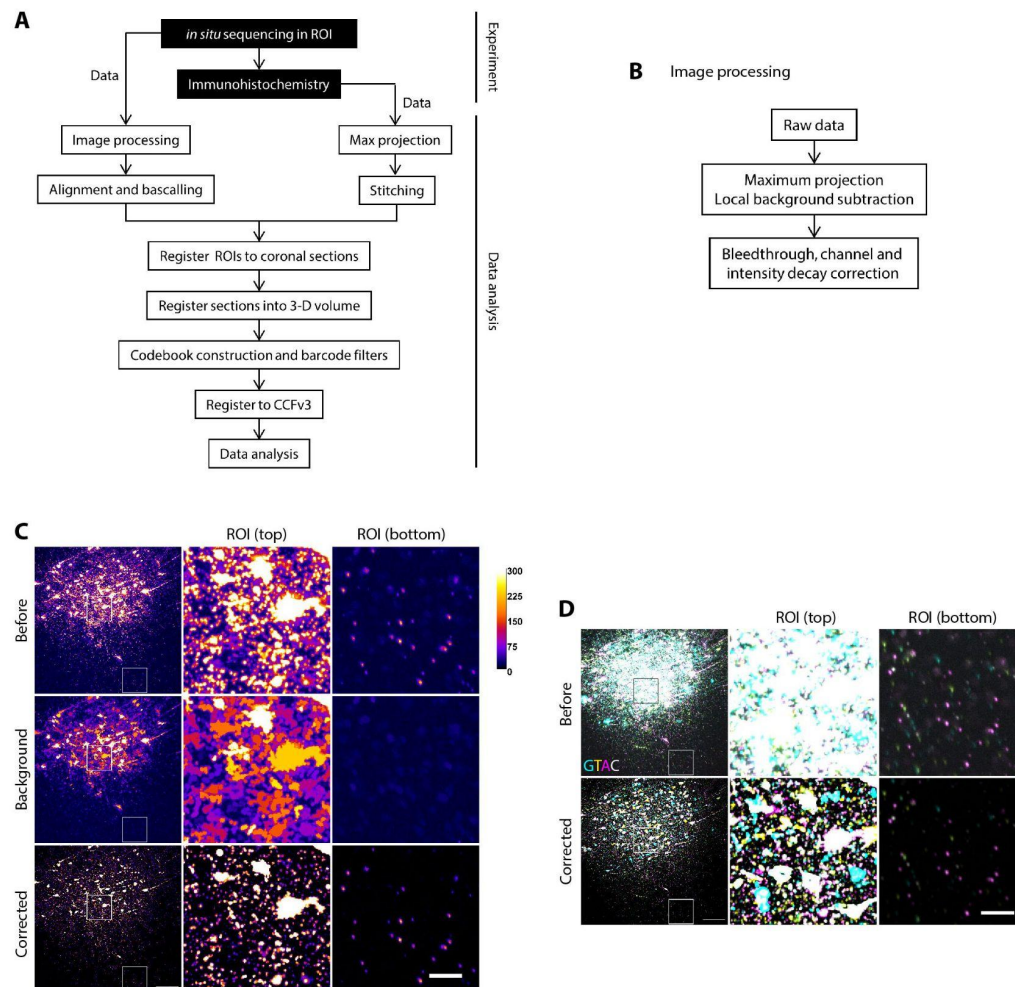 A
in situ sequencing in ROI
Experiment
Data
Immunohistochemistry
Data
Image processing
Max projection
Alignment and bascalling
Stitching
Register ROIs to coronal sections
Register sections into 3-D volume
Codebook construction and barcode filters
Register to CCFv3
Data analysis
Data analysis
B Image processing
Raw data
Maximum projection
Local background subtraction
Bleedthrough, channel and
intensity decay correction
C
ROI (top)
ROI (bottom)
Before
300
225
150
75
0
Background
Corrected
D
ROI (top)
ROI (bottom)
Before
GTAC
Corrected